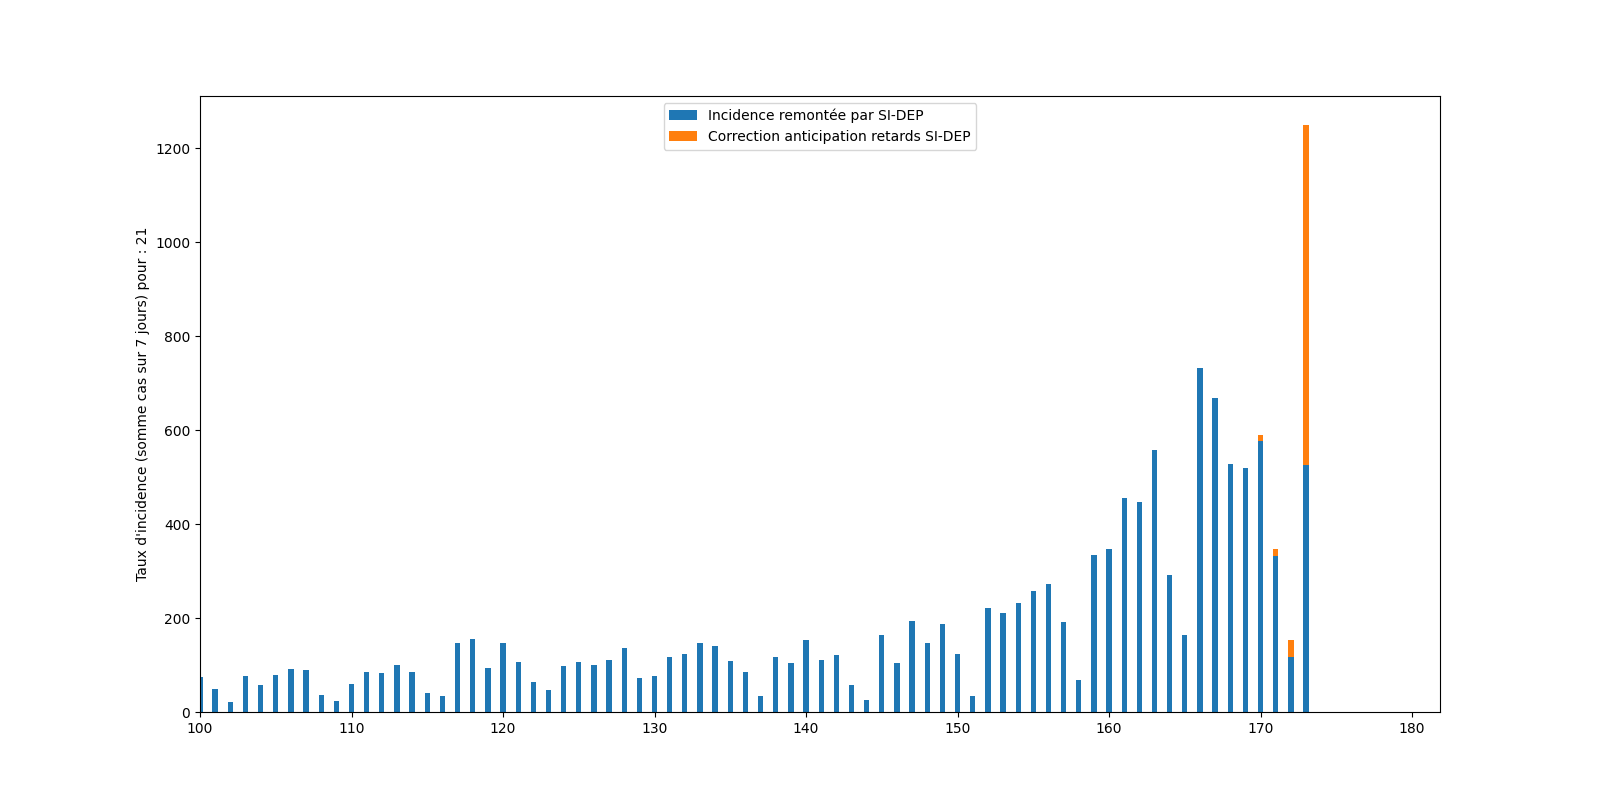 Incidence remontée par SI-DEP
Correction anticipation retards SI-DEP
Taux d'incidence (somme cas sur 7 jours) pour : 21
1200
1000
800
600
400
200
0
100 110 120 130 140 150 160 170 180